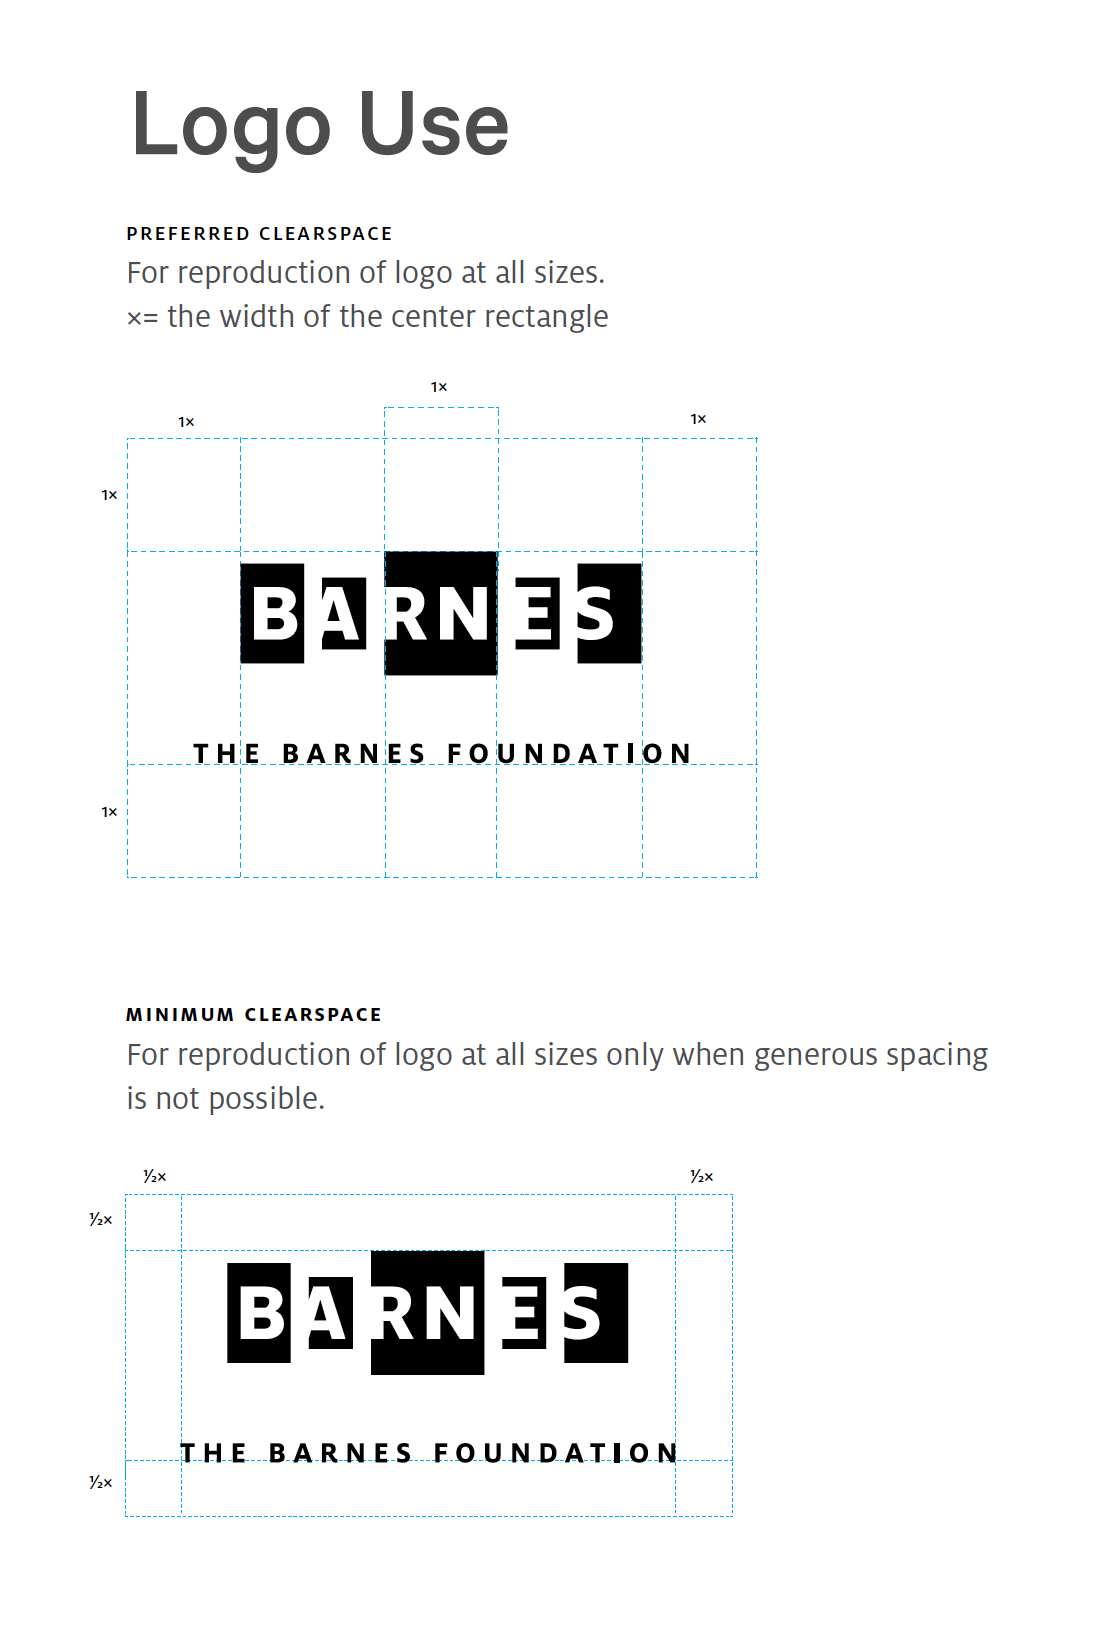 Logo Use
PREFERRED CLEARSPACE
For reproduction of logo at all sizes.
×= the width of the center rectangle
1×
1×
1×
1×
BARNES
THE BARNES FOUNDATION
1×
MINIMUM CLEARSPACE
For reproduction of logo at all sizes only when generous spacing
is not possible.
½×
½×
½×
BARNES
THE BARNES FOUNDATION
½×